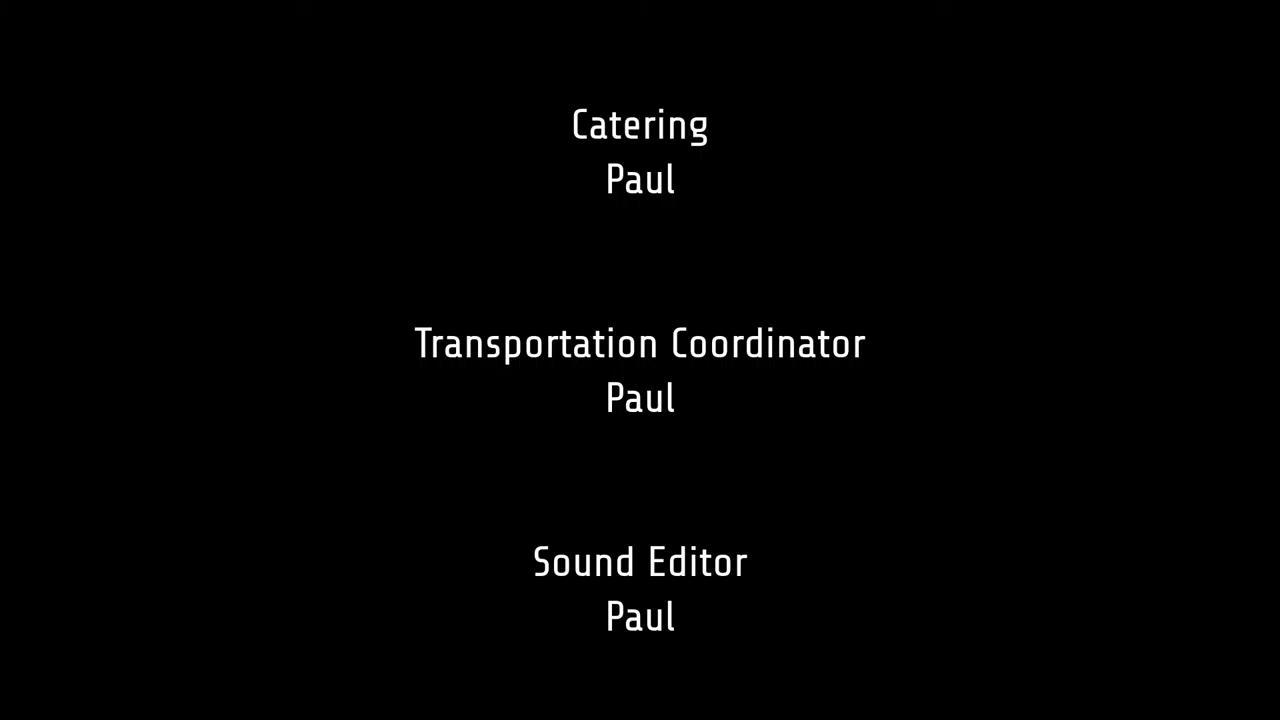 Catering
Paul
Transportation Coordinator
Paul
Sound Editor
Paul